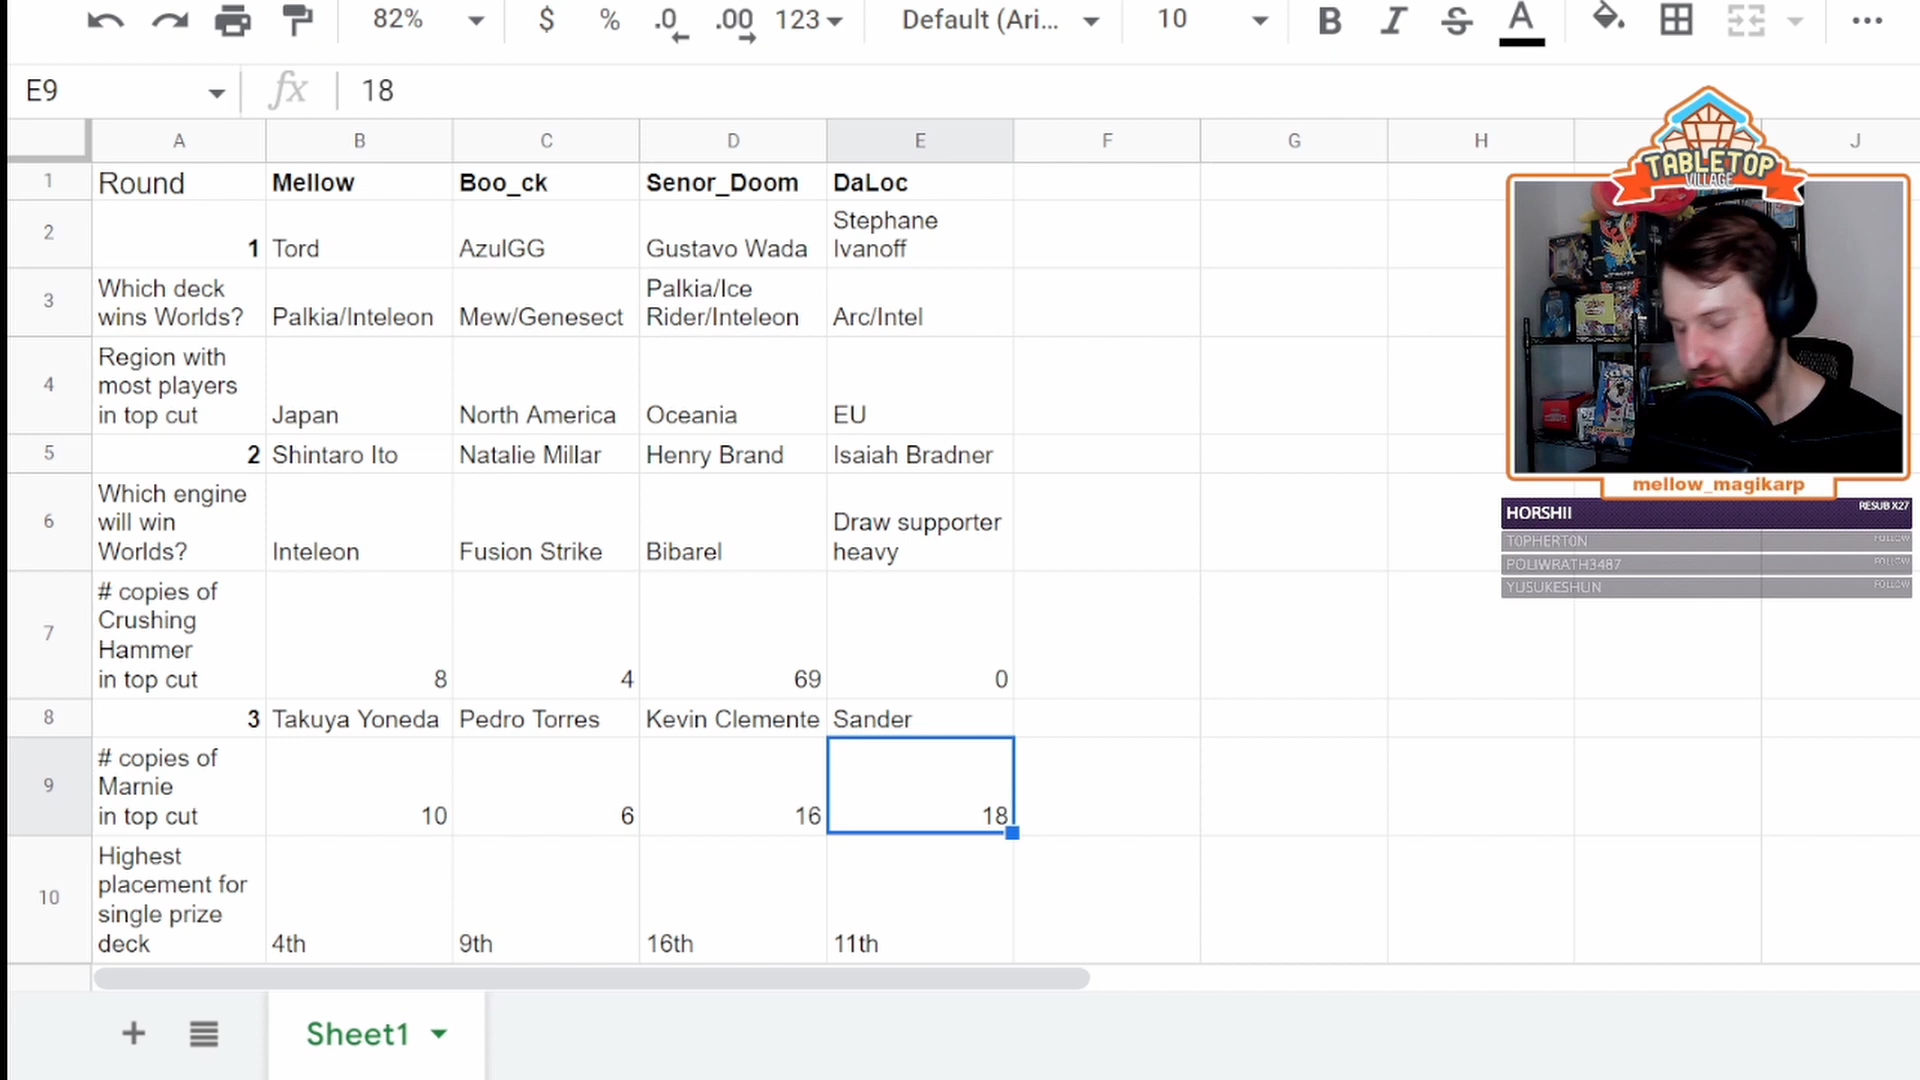 82%
$
%
.0
.00
123
Default (Ari...
10
B
I
S
A
E9
fx
18
A
B
C
D
E
F
G
H
J
1
Round
Mellow
Boo_ck
Senor_Doom
DaLoc
2
1
Tord
AzulGG
Gustavo Wada
Stephane
Ivanoff
3
Which deck
wins Worlds?
Palkia/Inteleon
Mew/Genesect
Palkia/Ice
Rider/Inteleon
Arc/Intel
4
Region with
most players
in top cut
Japan
North America
Oceania
EU
5
2
Shintaro Ito
Natalie Millar
Henry Brand
Isaiah Bradner
6
Which engine
will win
Worlds?
Inteleon
Fusion Strike
Bibarel
Draw supporter
heavy
7
# copies of
Crushing
Hammer
in top cut
8
4
69
0
8
3
Takuya Yoneda
Pedro Torres
Kevin Clemente
Sander
9
# copies of
Marnie
in top cut
10
6
16
18
10
Highest
placement for
single prize
deck
4th
9th
16th
11th
Sheet1
TABLETOP
VILLAGE
mellow_magikarp
HORSHII
RESUB X27
T0PHERT0N
FOLLOW
POLIWRATH3487
FOLLOW
YUSUKESHUN
FOLLOW